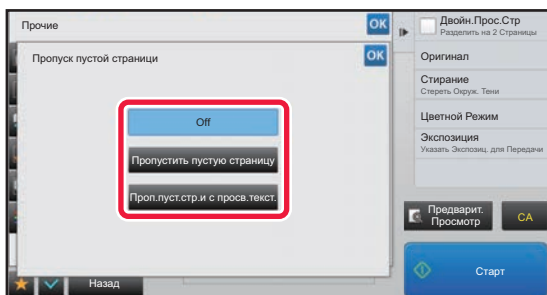 Прочие
OK
Пропуск пустой страници
OK
Off
Пропустить пустую страницу
Проп.пуст.стр.и с просв.текст.
Назад
Двойн.Прос.Стр
Разделить на 2 Страницы
Оригинал
Стирание
Стереть Окруж. Тени
Цветной Режим
Экспозиция
Указать Экспозиц. для Передачи
Предварит.
Просмотр
CA
Старт